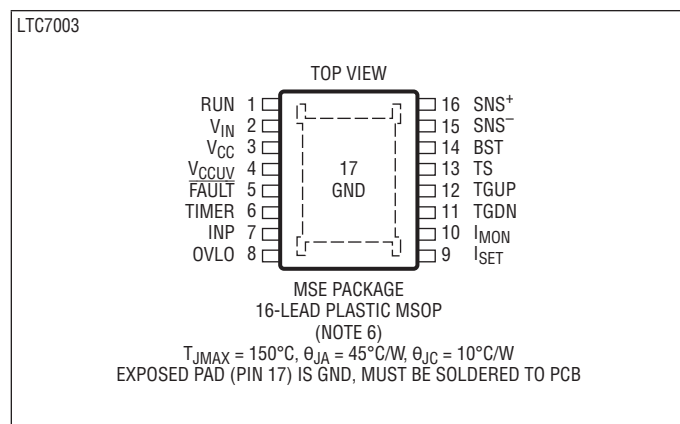 LTC7003
TOP VIEW
RUN 1
V_IN 2
V_CC 3
V_CCUV 4
FAULT 5
TIMER 6
INP 7
OVLO 8
17
GND
16 SNS⁺
15 SNS⁻
14 BST
13 TS
12 TGUP
11 TGDN
10 I_MON
9 I_SET
MSE PACKAGE
16-LEAD PLASTIC MSOP
(NOTE 6)
T_JMAX = 150°C, θ_JA = 45°C/W, θ_JC = 10°C/W
EXPOSED PAD (PIN 17) IS GND, MUST BE SOLDERED TO PCB